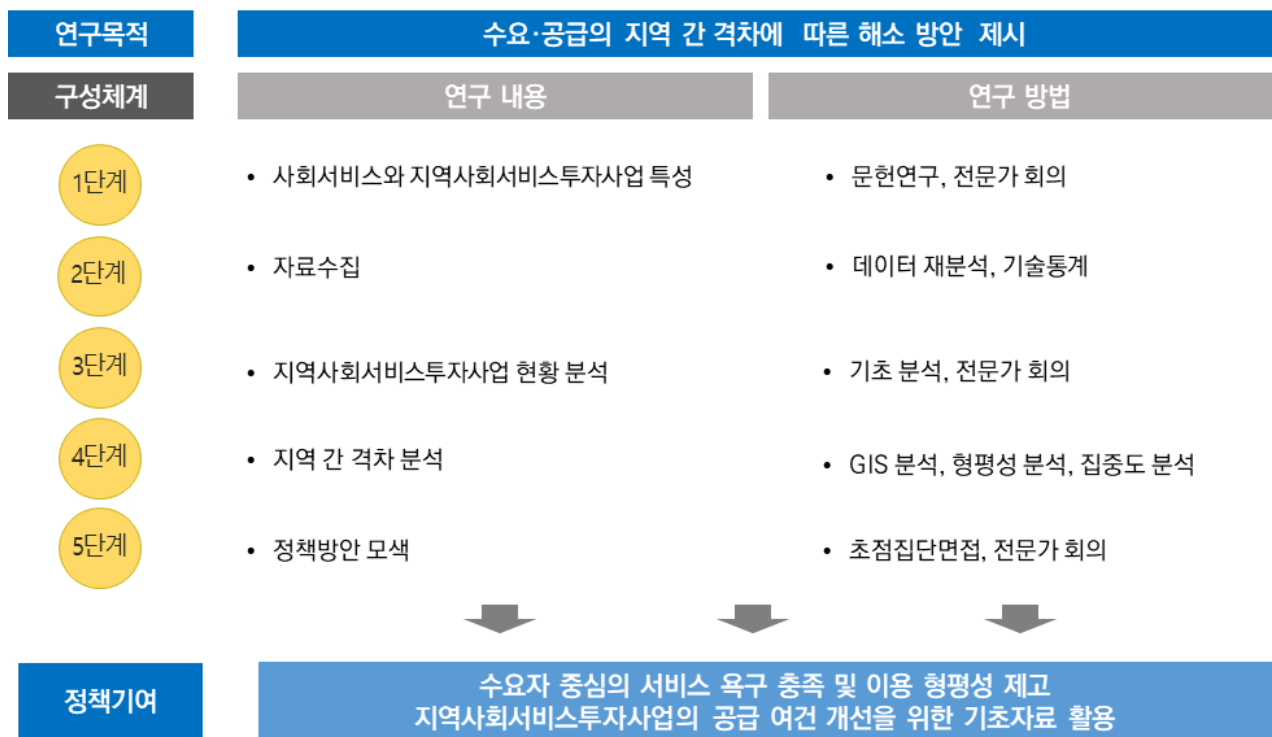 연구목적
수요·공급의 지역 간 격차에 따른 해소 방안 제시
구성체계
연구 내용
연구 방법
1단계
• 사회서비스와 지역사회서비스투자사업 특성
• 문헌연구, 전문가 회의
2단계
• 자료수집
• 데이터 재분석, 기술통계
3단계
• 지역사회서비스투자사업 현황 분석
• 기초 분석, 전문가 회의
4단계
• 지역 간 격차 분석
• GIS 분석, 형평성 분석, 집중도 분석
5단계
• 정책방안 모색
• 초점집단면접, 전문가 회의
정책기여
수요자 중심의 서비스 욕구 충족 및 이용 형평성 제고
지역사회서비스투자사업의 공급 여건 개선을 위한 기초자료 활용